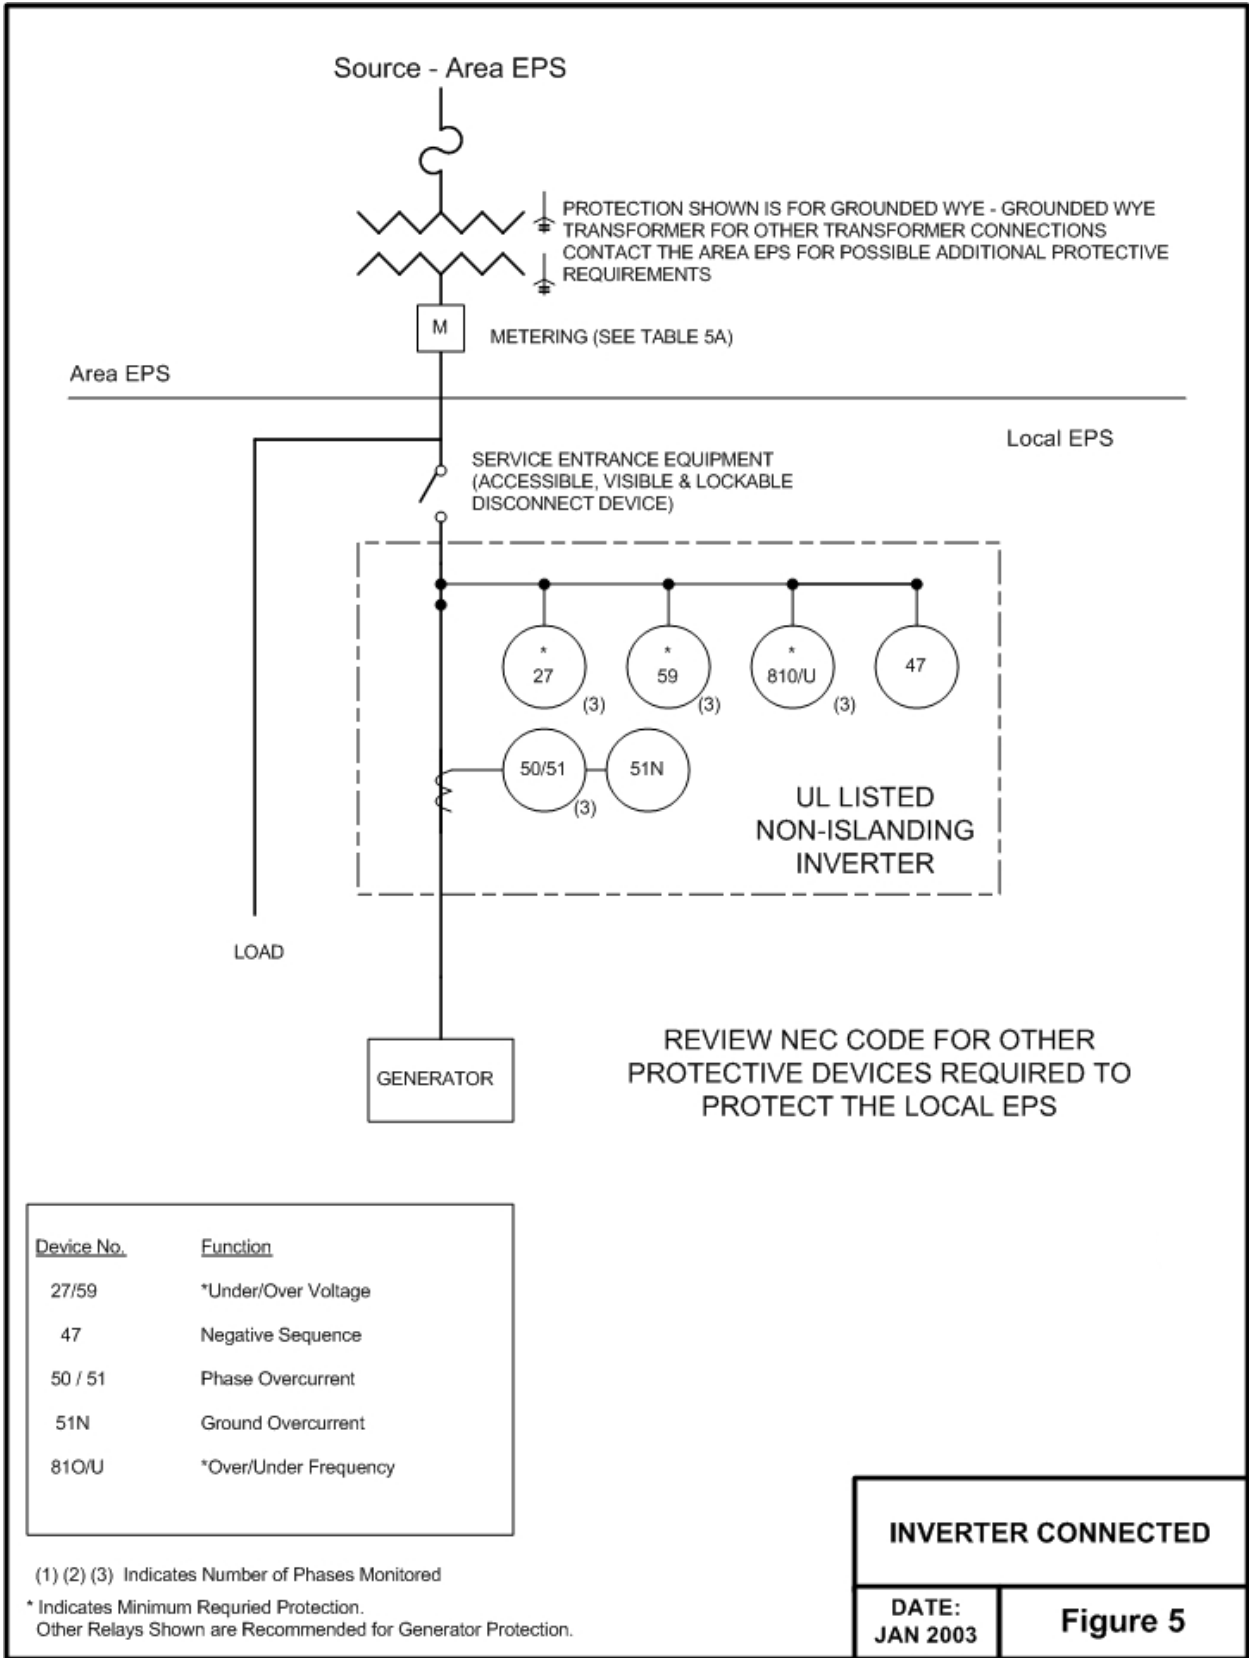 Source - Area EPS
PROTECTION SHOWN IS FOR GROUNDED WYE - GROUNDED WYE
TRANSFORMER FOR OTHER TRANSFORMER CONNECTIONS
CONTACT THE AREA EPS FOR POSSIBLE ADDITIONAL PROTECTIVE
REQUIREMENTS
M
METERING (SEE TABLE 5A)
Area EPS
Local EPS
SERVICE ENTRANCE EQUIPMENT
(ACCESSIBLE, VISIBLE & LOCKABLE
DISCONNECT DEVICE)
*
27
(3)
*
59
(3)
*
810/U
(3)
47
50/51
(3)
51N
UL LISTED
NON-ISLANDING
INVERTER
LOAD
GENERATOR
REVIEW NEC CODE FOR OTHER
PROTECTIVE DEVICES REQUIRED TO
PROTECT THE LOCAL EPS
Device No. Function
27/59 *Under/Over Voltage
47 Negative Sequence
50 / 51 Phase Overcurrent
51N Ground Overcurrent
81O/U *Over/Under Frequency
(1) (2) (3) Indicates Number of Phases Monitored
* Indicates Minimum Requried Protection.
Other Relays Shown are Recommended for Generator Protection.
INVERTER CONNECTED
DATE:
JAN 2003
Figure 5